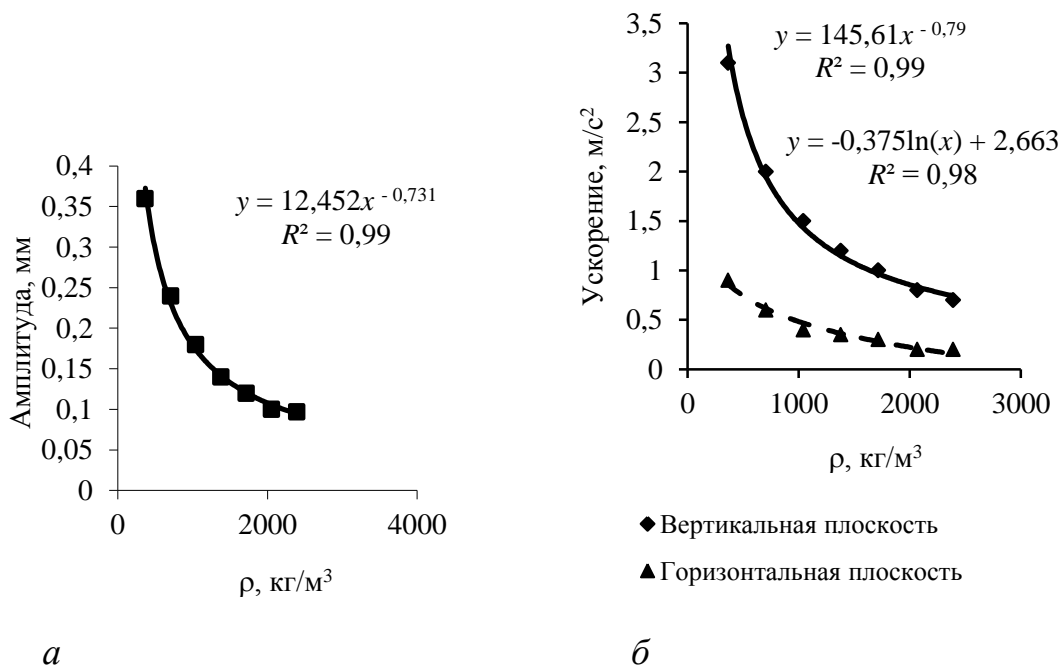 Амплитуда, мм
0,4
0,35
0,3
0,25
0,2
0,15
0,1
0,05
0
y = 12,452x^{- 0,731}
R² = 0,99
0
2000
4000
ρ, кг/м³
а
Ускорение, м/с²
3,5
3
2,5
2
1,5
1
0,5
0
y = 145,61x^{- 0,79}
R² = 0,99
y = -0,375ln(x) + 2,663
R² = 0,98
0
1000
2000
3000
ρ, кг/м³
Вертикальная плоскость
Горизонтальная плоскость
б